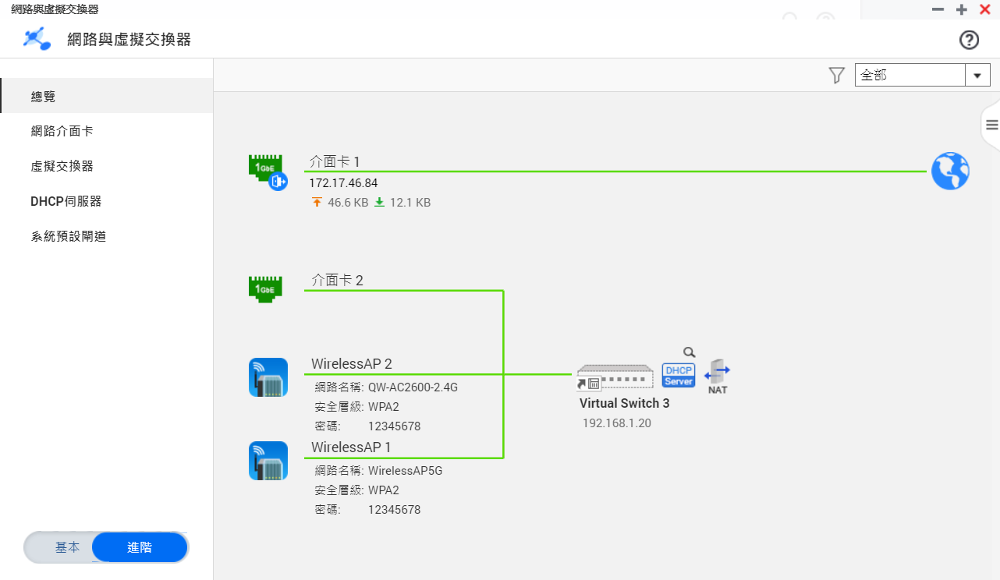 網路與虛擬交換器
網路與虛擬交換器
全部
總覽
網路介面卡
虛擬交換器
DHCP伺服器
系統預設閘道
基本
進階
1GbE
介面卡 1
172.17.46.84
46.6 KB 12.1 KB
1GbE
介面卡 2
WirelessAP 2
網路名稱: QW-AC2600-2.4G
安全層級: WPA2
密碼: 12345678
WirelessAP 1
網路名稱: WirelessAP5G
安全層級: WPA2
密碼: 12345678
DHCP
Server
NAT
Virtual Switch 3
192.168.1.20